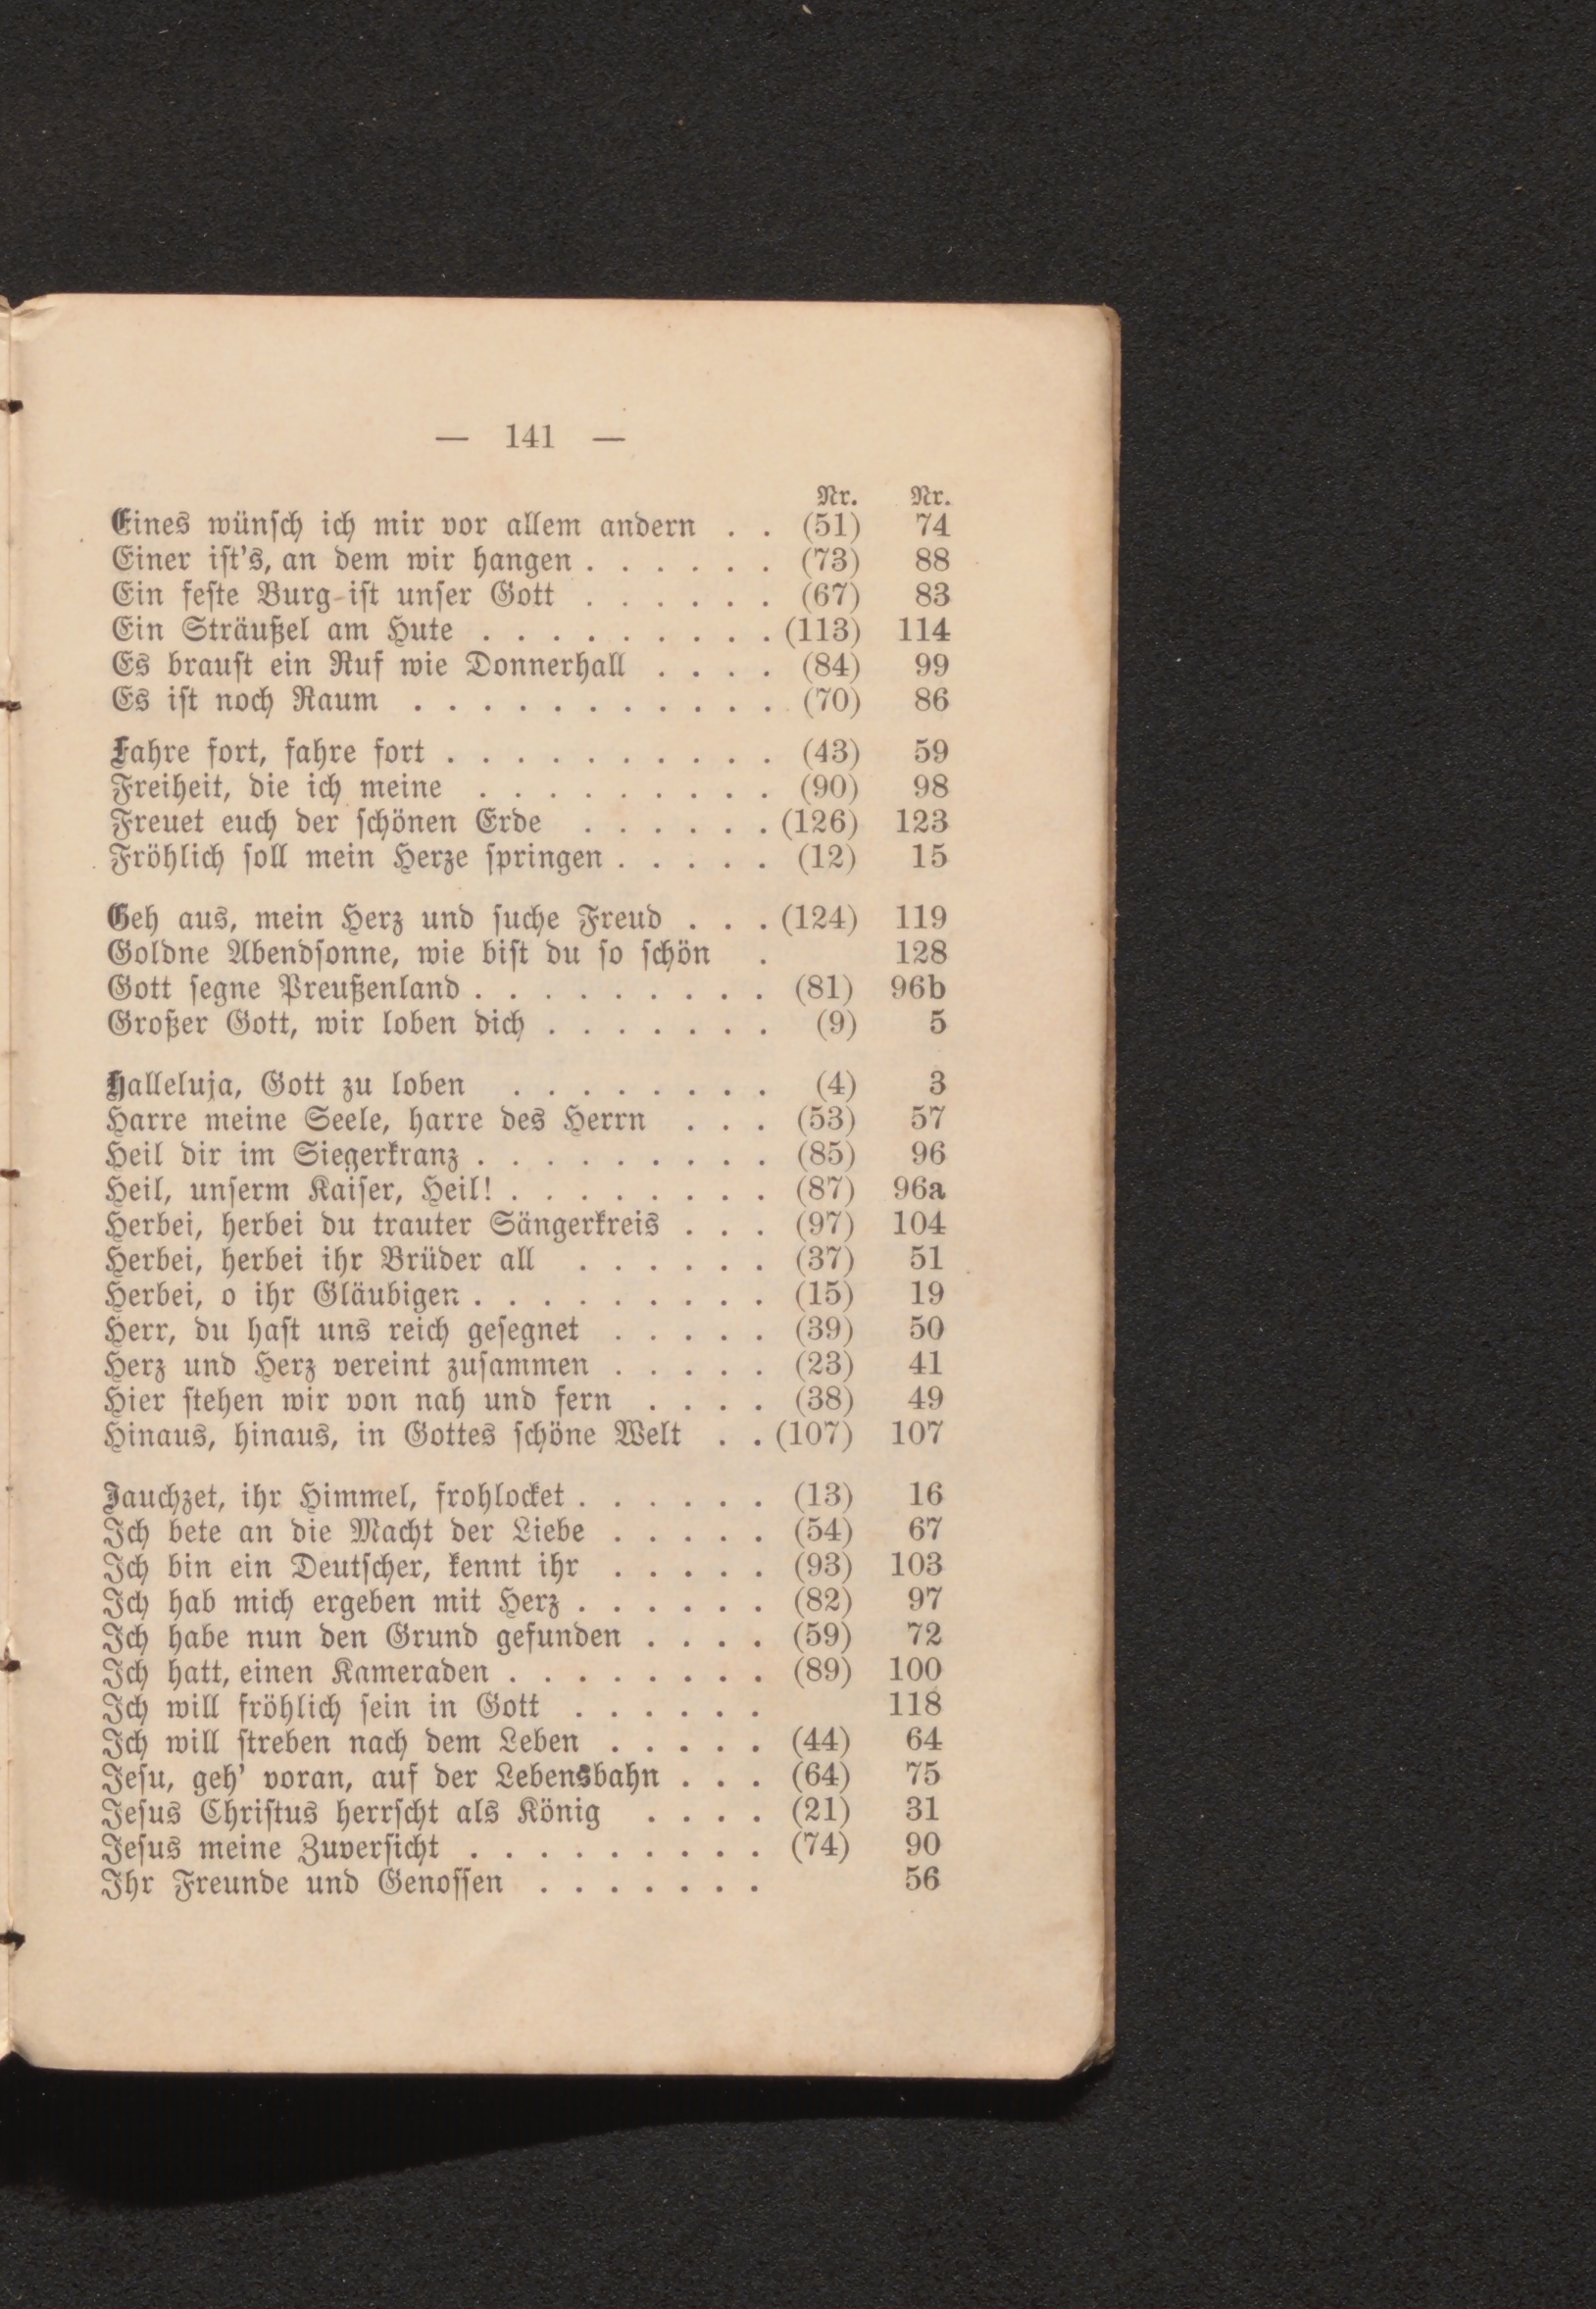 — 141 —
Nr. Nr.
Eines wünsch ich mir vor allem andern . . (51) 74
Einer ist's, an dem wir hangen . . . . . . (73) 88
Ein feste Burg-ist unser Gott . . . . . . (67) 83
Ein Sträußel am Hute . . . . . . . . . (113) 114
Es braust ein Ruf wie Donnerhall . . . . (84) 99
Es ist noch Raum . . . . . . . . . . . (70) 86
Fahre fort, fahre fort . . . . . . . . . . (43) 59
Freiheit, die ich meine . . . . . . . . . (90) 98
Freuet euch der schönen Erde . . . . . . (126) 123
Fröhlich soll mein Herze springen . . . . . (12) 15
Geh aus, mein Herz und suche Freud . . . (124) 119
Goldne Abendsonne, wie bist du so schön . 128
Gott segne Preußenland . . . . . . . . . (81) 96b
Großer Gott, wir loben dich . . . . . . . (9) 5
Halleluja, Gott zu loben . . . . . . . . (4) 3
Harre meine Seele, harre des Herrn . . . (53) 57
Heil dir im Siegerkranz . . . . . . . . . (85) 96
Heil, unserm Kaiser, Heil! . . . . . . . . (87) 96a
Herbei, herbei du trauter Sängerkreis . . . (97) 104
Herbei, herbei ihr Brüder all . . . . . . (37) 51
Herbei, o ihr Gläubigen . . . . . . . . . (15) 19
Herr, du hast uns reich gesegnet . . . . . (39) 50
Herz und Herz vereint zusammen . . . . . (23) 41
Hier stehen wir von nah und fern . . . . (38) 49
Hinaus, hinaus, in Gottes schöne Welt . . (107) 107
Jauchzet, ihr Himmel, frohlocket . . . . . . (13) 16
Ich bete an die Macht der Liebe . . . . . (54) 67
Ich bin ein Deutscher, kennt ihr . . . . . (93) 103
Ich hab mich ergeben mit Herz . . . . . . (82) 97
Ich habe nun den Grund gefunden . . . . (59) 72
Ich hatt, einen Kameraden . . . . . . . . (89) 100
Ich will fröhlich sein in Gott . . . . . . 118
Ich will streben nach dem Leben . . . . . (44) 64
Jesu, geh' voran, auf der Lebensbahn . . . (64) 75
Jesus Christus herrscht als König . . . . (21) 31
Jesus meine Zuversicht . . . . . . . . . (74) 90
Ihr Freunde und Genossen . . . . . . . 56